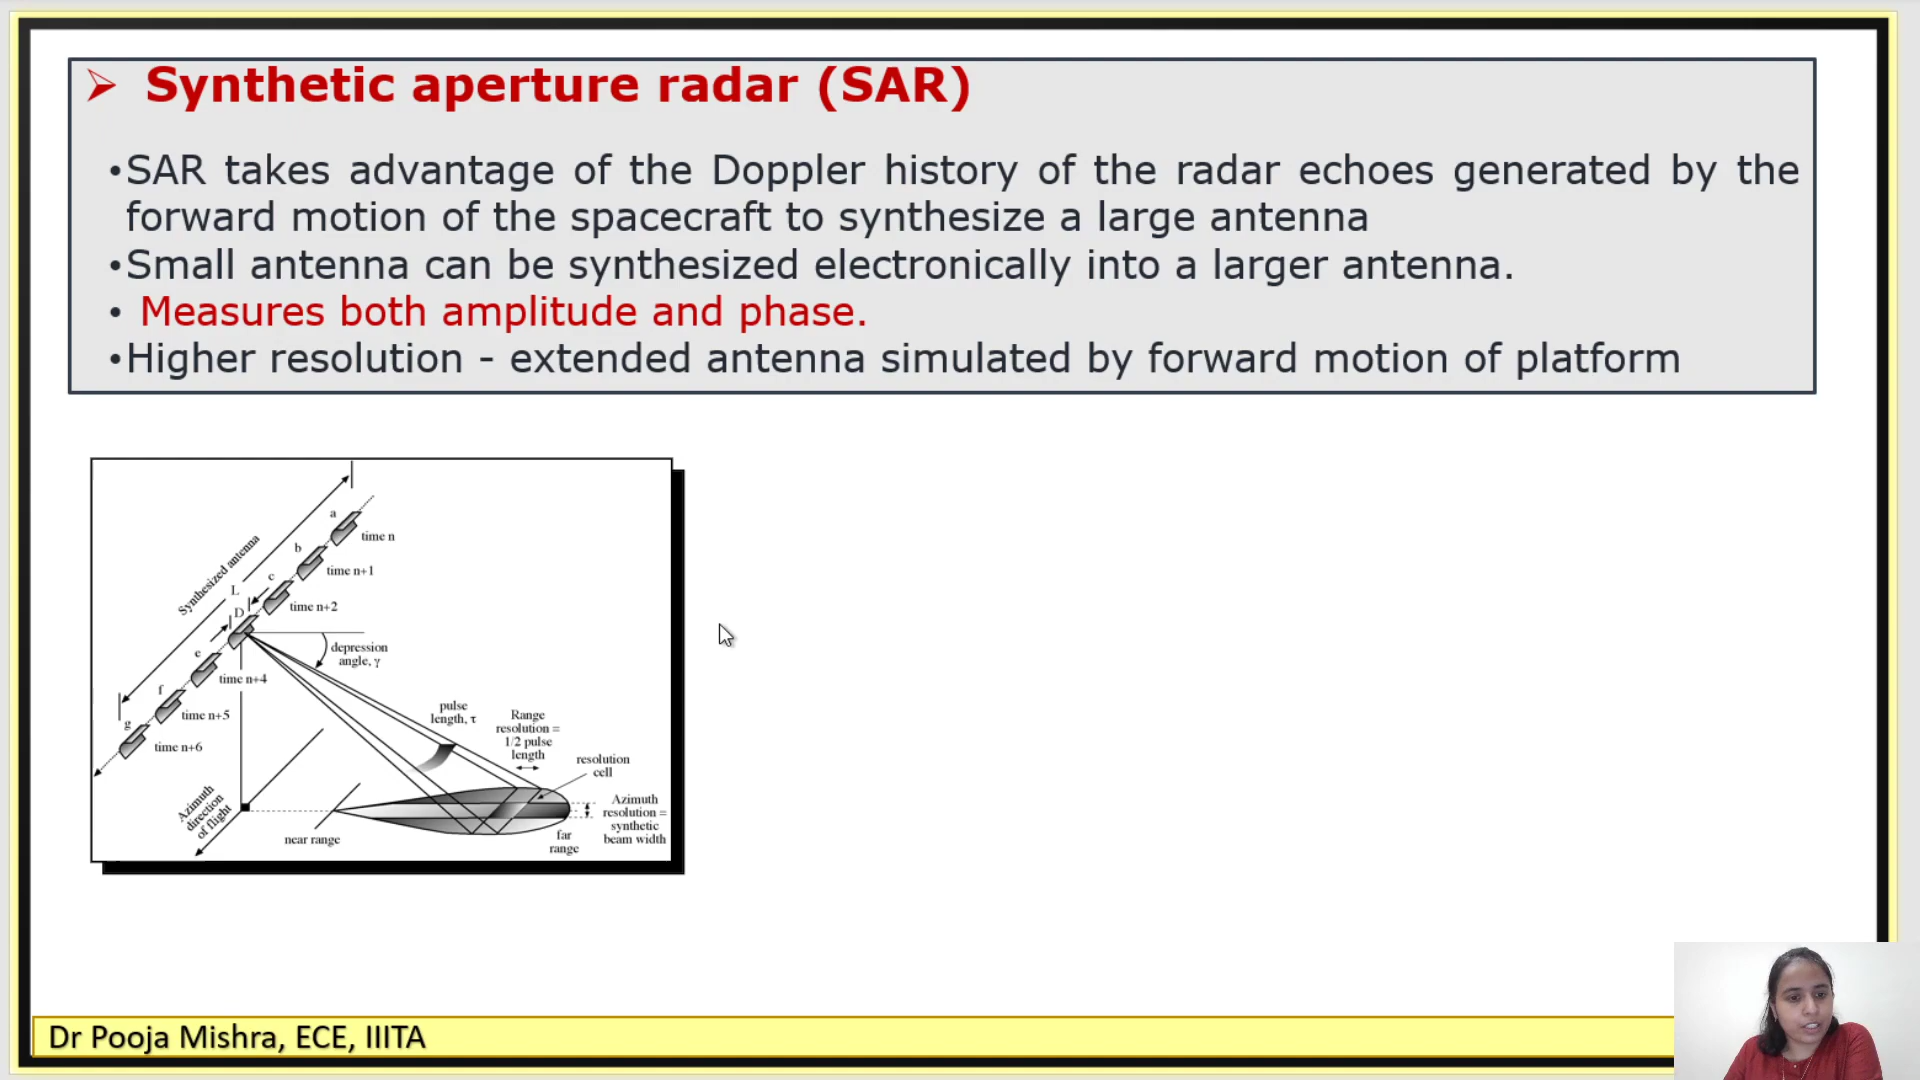 ➢ Synthetic aperture radar (SAR)
•SAR takes advantage of the Doppler history of the radar echoes generated by the
forward motion of the spacecraft to synthesize a large antenna
•Small antenna can be synthesized electronically into a larger antenna.
• Measures both amplitude and phase.
•Higher resolution - extended antenna simulated by forward motion of platform
a
time n
b
time n+1
c
time n+2
Synthesized antenna
L
D
depression
angle, γ
e
time n+4
f
time n+5
g
time n+6
pulse
length, τ
Range
resolution =
1/2 pulse
length
resolution
cell
Azimuth
direction
of flight
near range
far
range
Azimuth
resolution =
synthetic
beam width
Dr Pooja Mishra, ECE, IIITA